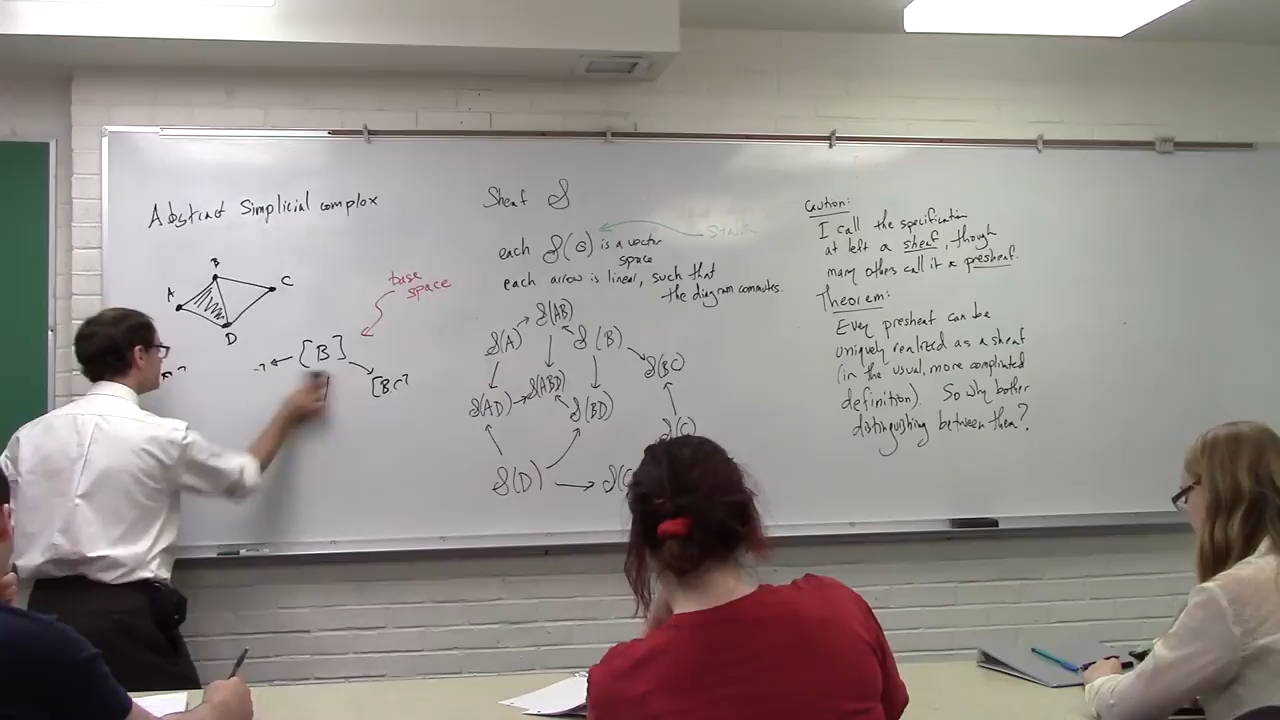 Abstract Simplicial complex
B
A
C
D
base
space
[B]
Sheaf S
Stalk
each S(σ) is a vector
space
each arrow is linear, such that
the diagram commutes.
S(AB)
S(A)
S(B)
S(BC)
S(ABD)
S(AD)
S(BD)
S(C)
S(D)
Caution:
I call the specification
at left a sheaf, though
many others call it a presheaf.
Theorem:
Every presheaf can be
uniquely realized as a sheaf
(in the usual, more complicated
definition). So why bother
distinguishing between them?